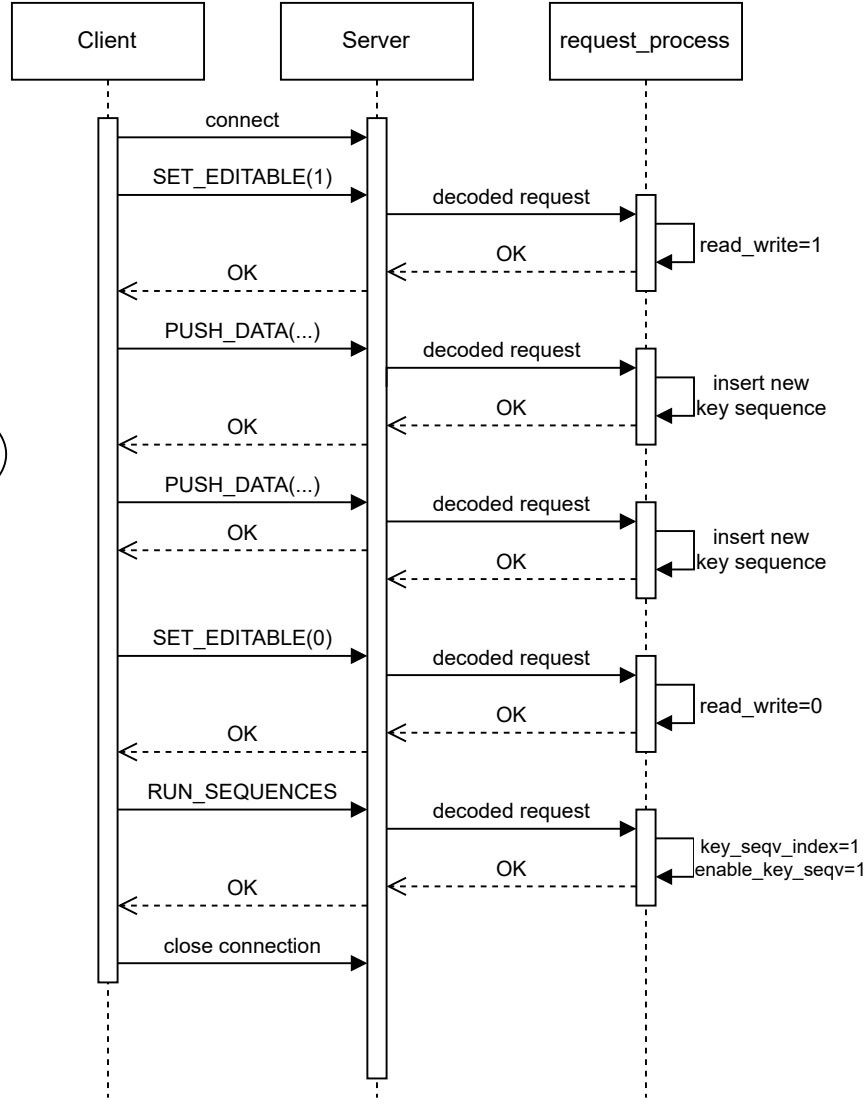 Client
Server
request_process
connect
SET_EDITABLE(1)
decoded request
read_write=1
OK
OK
PUSH_DATA(...)
decoded request
insert new
key sequence
OK
OK
PUSH_DATA(...)
decoded request
OK
insert new
key sequence
OK
SET_EDITABLE(0)
decoded request
read_write=0
OK
OK
RUN_SEQUENCES
decoded request
key_seqv_index=1
enable_key_seqv=1
OK
OK
close connection